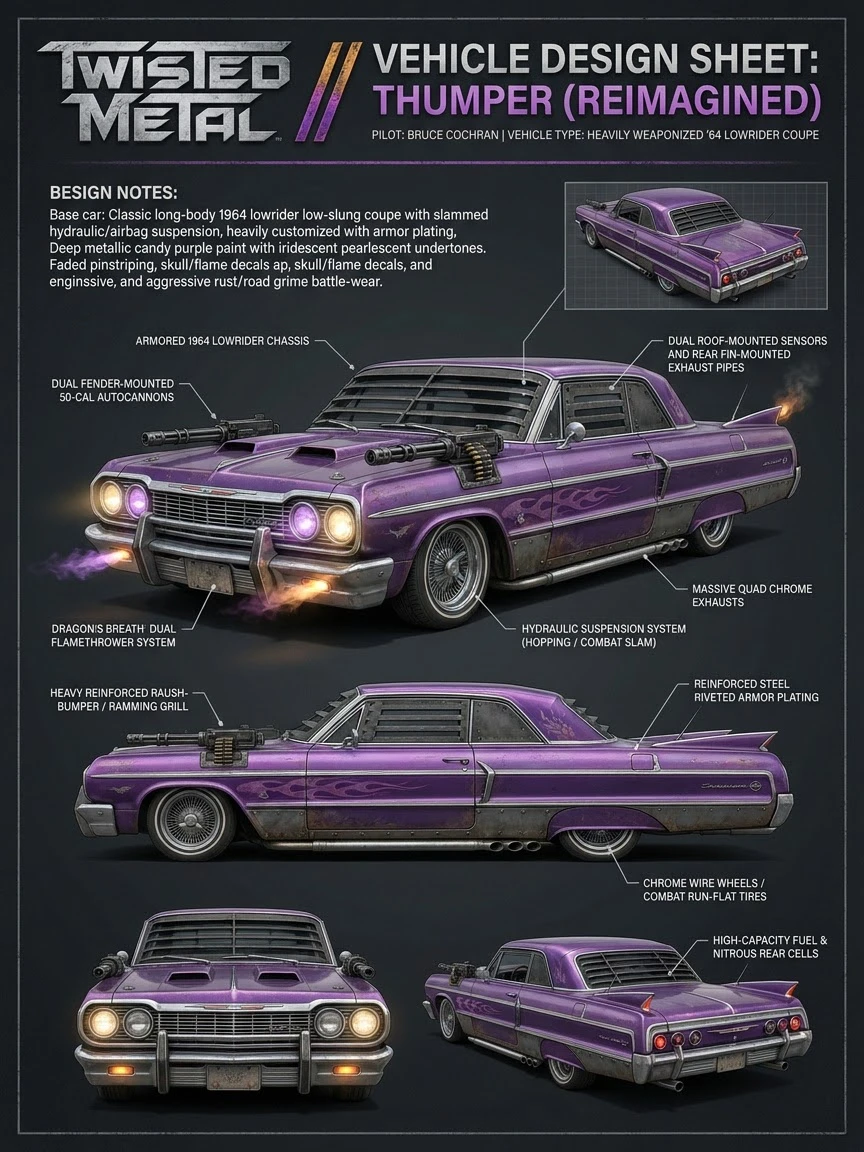 TWISTED
METAL
VEHICLE DESIGN SHEET:
THUMPER (REIMAGINED)
PILOT: BRUCE COCHRAN | VEHICLE TYPE: HEAVILY WEAPONIZED '64 LOWRIDER COUPE
BESIGN NOTES:
Base car: Classic long-body 1964 lowrider low-slung coupe with slammed
hydraulic/airbag suspension, heavily customized with armor plating,
Deep metallic candy purple paint with iridescent pearlescent undertones.
Faded pinstriping, skull/flame decals ap, skull/flame decals, and
enginssive, and aggressive rust/road grime battle-wear.
ARMORED 1964 LOWRIDER CHASSIS
DUAL ROOF-MOUNTED SENSORS
AND REAR FIN-MOUNTED
EXHAUST PIPES
DUAL FENDER-MOUNTED
50-CAL AUTOCANNONS
MASSIVE QUAD CHROME
EXHAUSTS
DRAGON'S BREATH' DUAL
FLAMETHROWER SYSTEM
HYDRAULIC SUSPENSION SYSTEM
(HOPPING / COMBAT SLAM)
HEAVY REINFORCED RAUSH-
BUMPER / RAMMING GRILL
REINFORCED STEEL
RIVETED ARMOR PLATING
CHROME WIRE WHEELS /
COMBAT RUN-FLAT TIRES
HIGH-CAPACITY FUEL &
NITROUS REAR CELLS